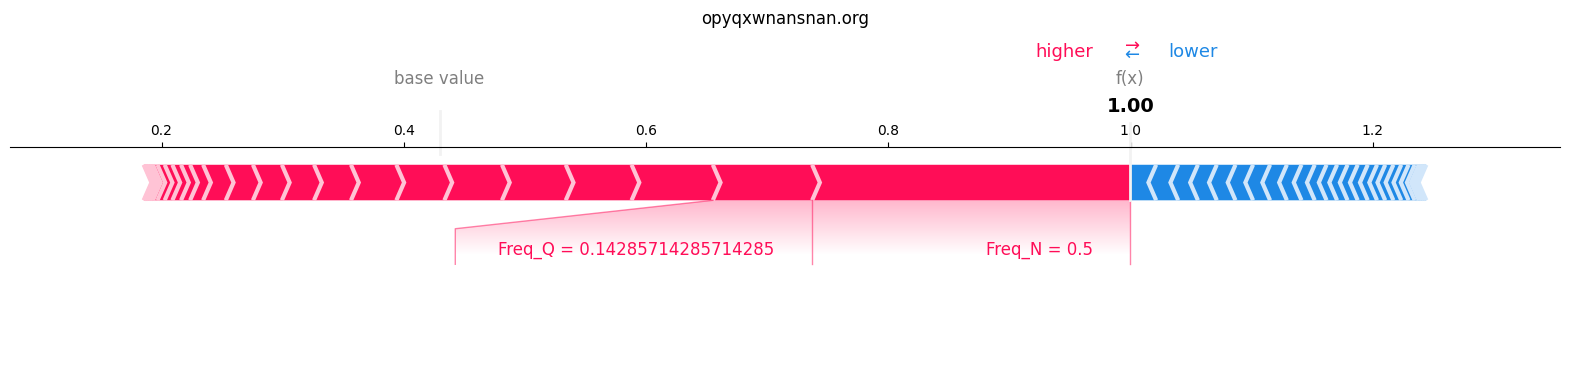 opyqxwnansnan.org
higher → ← lower
base value
f(x)
1.00
0.2 0.4 0.6 0.8 1.0 1.2
Freq_Q = 0.14285714285714285 Freq_N = 0.5